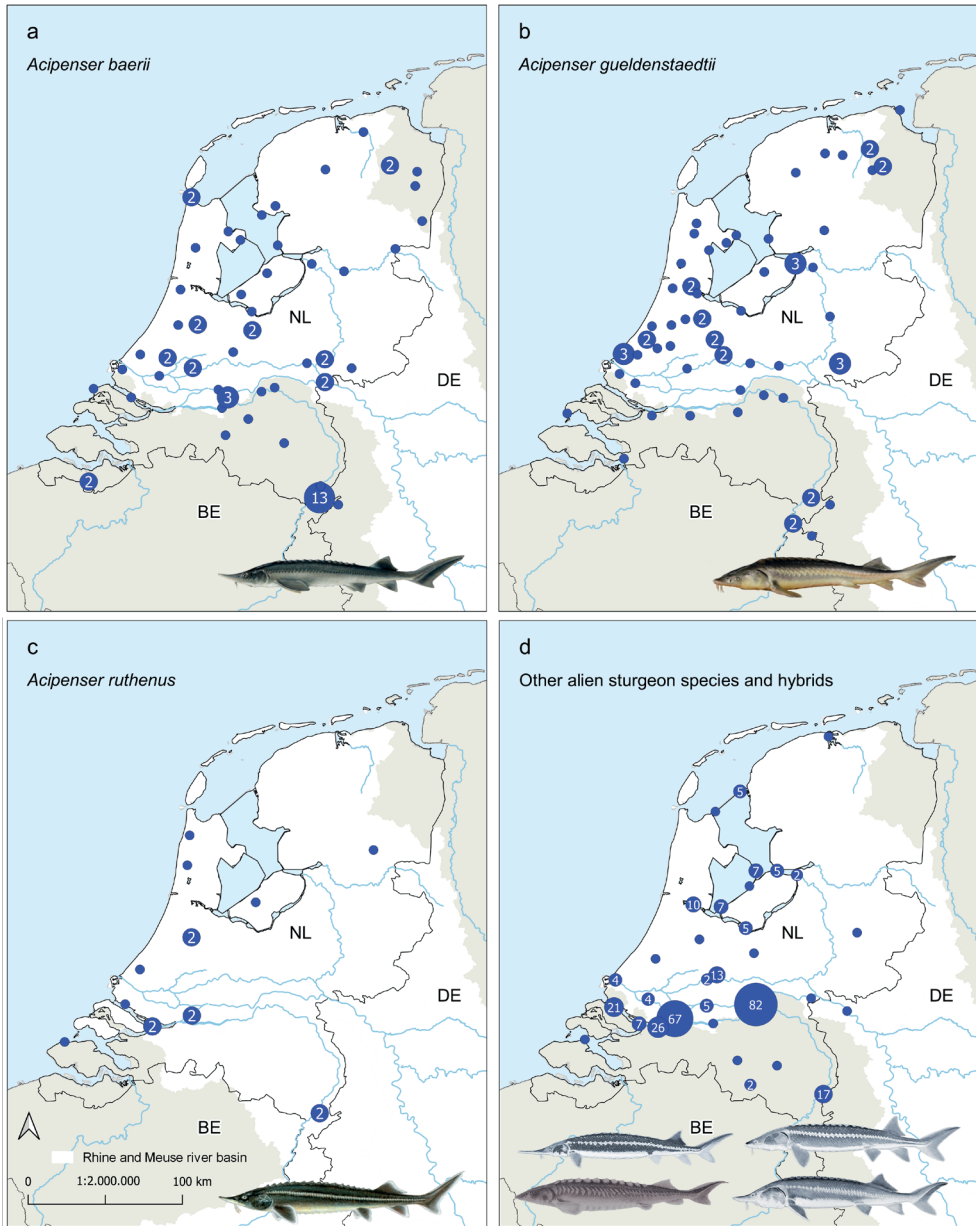 a
Acipenser baerii
2
2
NL
2
2
2
2
2
2
DE
3
2
13
BE
b
Acipenser gueldenstaedtii
2
2
3
2
NL
2
2
2
3
2
3
DE
2
2
BE
c
Acipenser ruthenus
2
NL
DE
2
2
2
BE
Rhine and Meuse river basin
0 1:2.000.000 100 km
d
Other alien sturgeon species and hybrids
5
7 5 2
10 7
5
NL
13
4 2
4
DE
21 5 82
67
7 26
2
17
BE